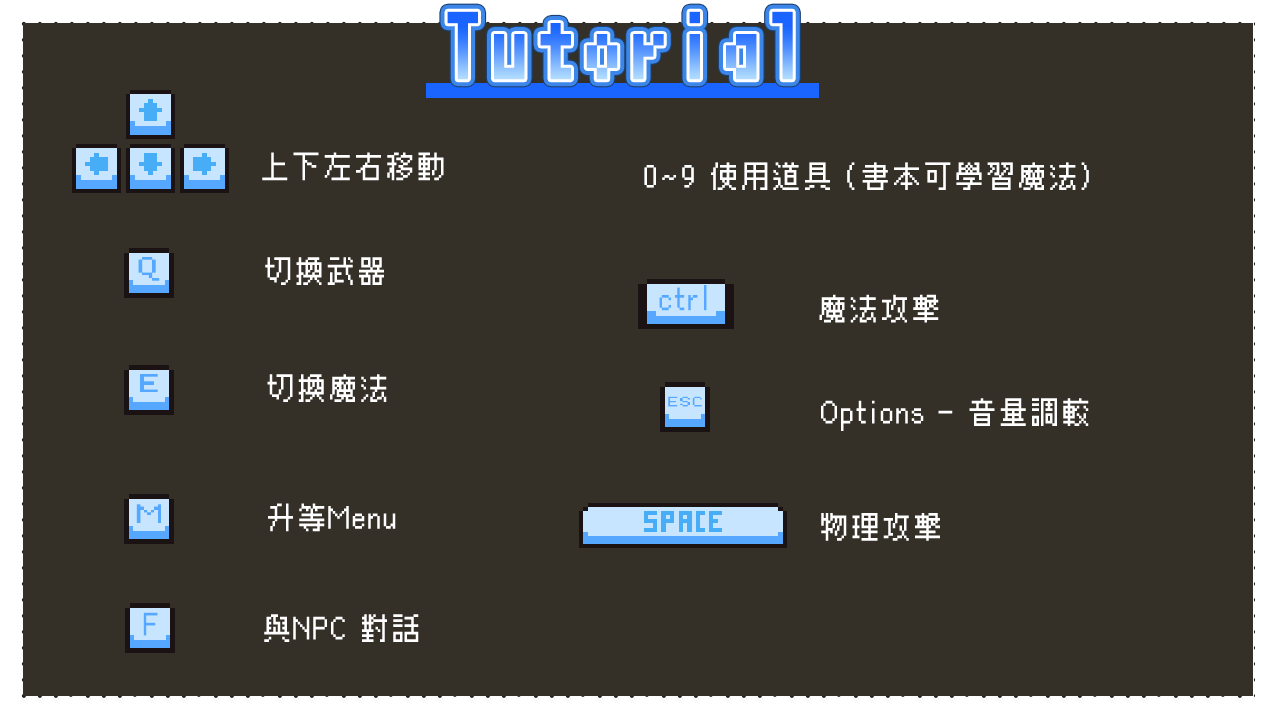 Tutorial
上下左右移動
0~9 使用道具 (書本可學習魔法)
Q
切換武器
ctrl
魔法攻擊
E
切換魔法
ESC
Options - 音量調較
M
升等Menu
SPACE
物理攻擊
F
與NPC 對話